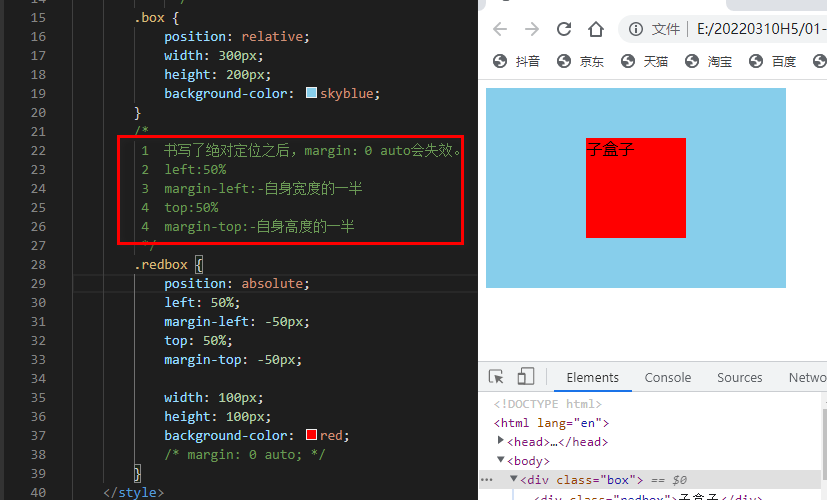 15 */
16 .box {
17 position: relative;
18 width: 300px;
19 height: 200px;
20 background-color: skyblue;
21 }
22 /*
23 1 书写了绝对定位之后，margin：0 auto会失效。
24 2 left:50%
25 3 margin-left:-自身宽度的一半
26 4 top:50%
27 4 margin-top:-自身高度的一半
28 */
29 .redbox {
30 position: absolute;
31 left: 50%;
32 margin-left: -50px;
33 top: 50%;
34 margin-top: -50px;
35
36 width: 100px;
37 height: 100px;
38 background-color: red;
39 /* margin: 0 auto; */
40 }
</style>
文件 E:/20220310H5/01-
抖音 京东 天猫 淘宝 百度
子盒子
Elements Console Sources Netwo
<!DOCTYPE html>
<html lang="en">
<head>…</head>
<body>
<div class="box"> == $0
<div class="redbox">子盒子</div>